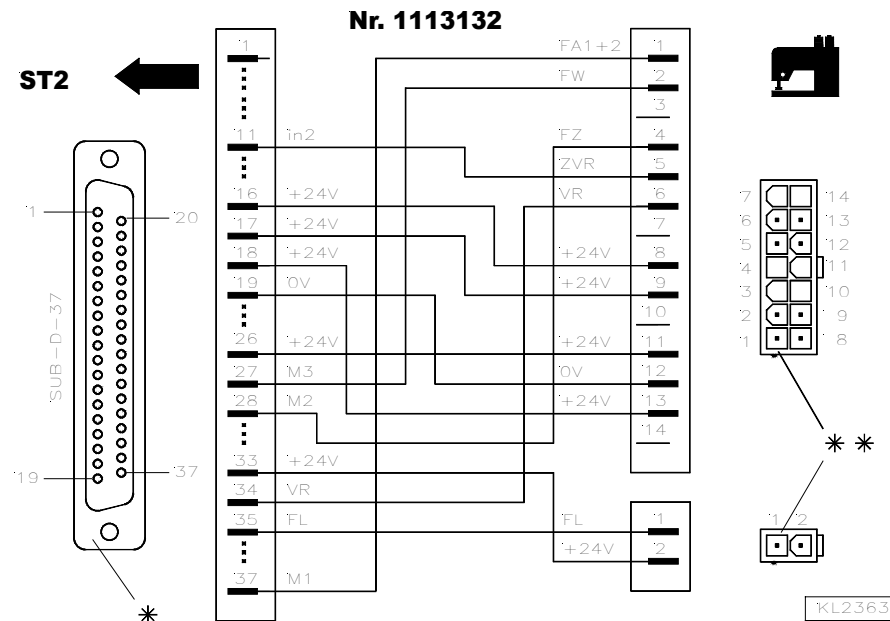 Nr. 1113132
ST2
SUB-D-37
1
20
19
37
*
1
11 in2
16 +24V
17 +24V
18 +24V
19 0V
26 +24V
27 M3
28 M2
33 +24V
34 VR
35 FL
37 M1
FA1+2 1
FW 2
3
FZ 4
ZVR 5
VR 6
7
+24V 8
+24V 9
10
+24V 11
0V 12
+24V 13
14
FL 1
+24V 2
7 14
6 13
5 12
4 11
3 10
2 9
1 8
* *
1 2
KL2363